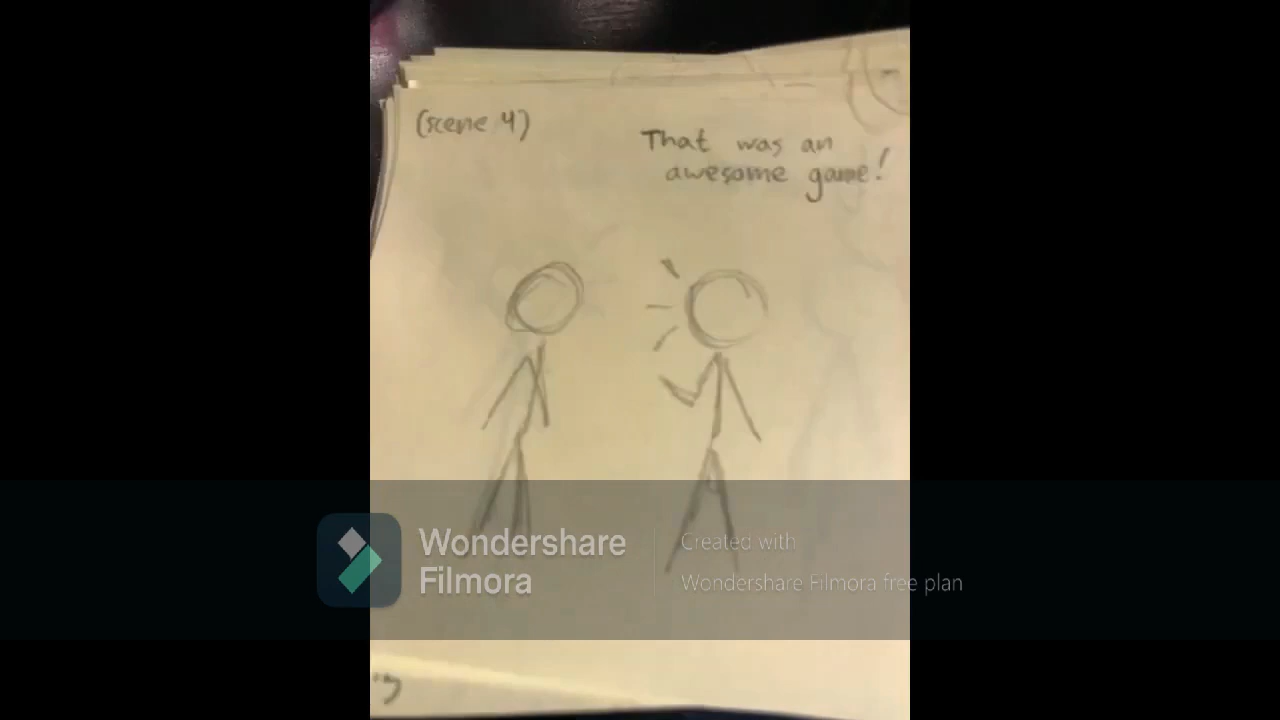 (scene 4)
That was an
awesome game!
Wondershare
Filmora
Created with
Wondershare Filmora free plan